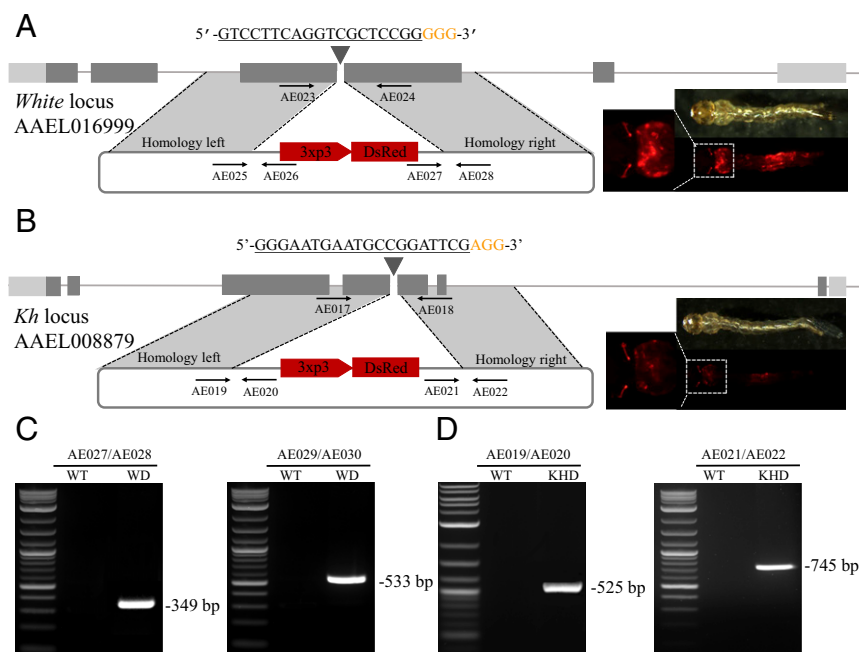 A
5′-GTCCTTCAGGTCGCTCCGGGGG-3′
AE023
AE024
White locus
AAEL016999
Homology left
Homology right
3xp3
DsRed
AE025
AE026
AE027
AE028
B
5’-GGGAATGAATGCCGGATTCGAGG-3’
AE017
AE018
Kh locus
AAEL008879
Homology left
Homology right
3xp3
DsRed
AE019
AE020
AE021
AE022
C
AE027/AE028
WT WD
-349 bp
AE029/AE030
WT WD
-533 bp
D
AE019/AE020
WT KHD
-525 bp
AE021/AE022
WT KHD
-745 bp